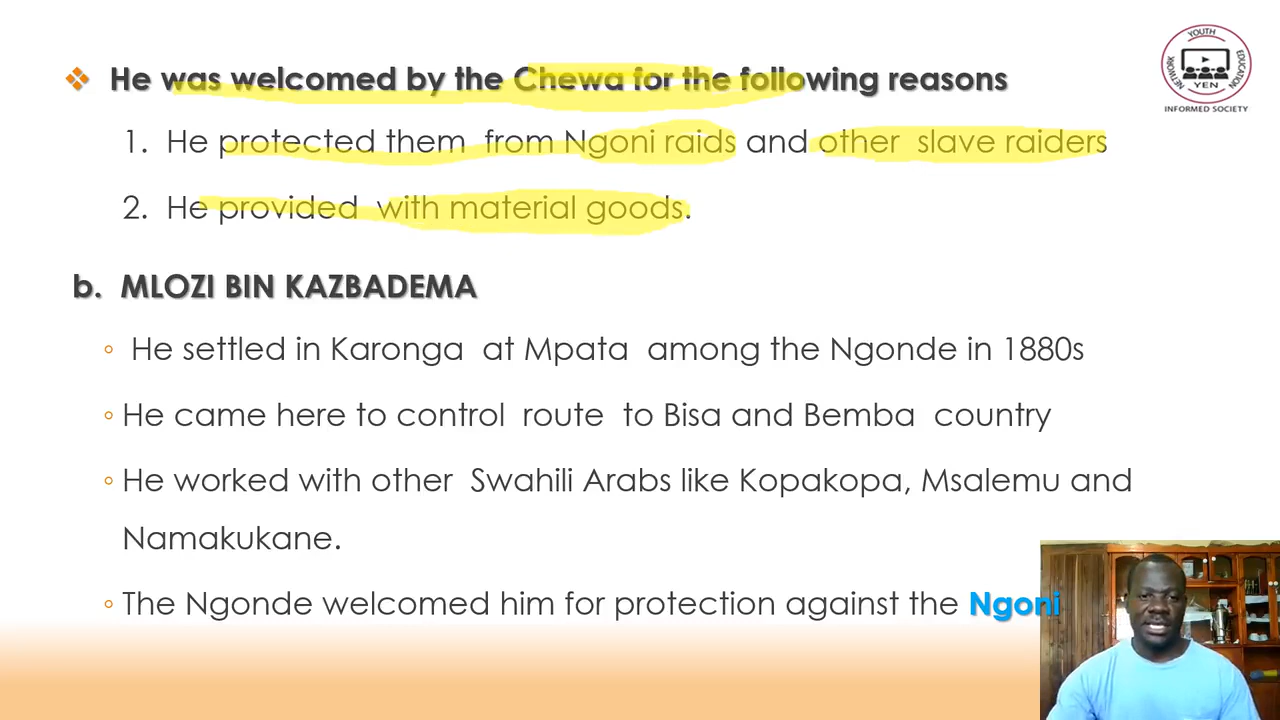 He was welcomed by the Chewa for the following reasons
1. He protected them from Ngoni raids and other slave raiders
2. He provided with material goods.
b. MLOZI BIN KAZBADEMA
He settled in Karonga at Mpata among the Ngonde in 1880s
He came here to control route to Bisa and Bemba country
He worked with other Swahili Arabs like Kopakopa, Msalemu and
Namakukane.
The Ngonde welcomed him for protection against the Ngoni
YOUTH EDUCATION NETWORK
YEN
INFORMED SOCIETY